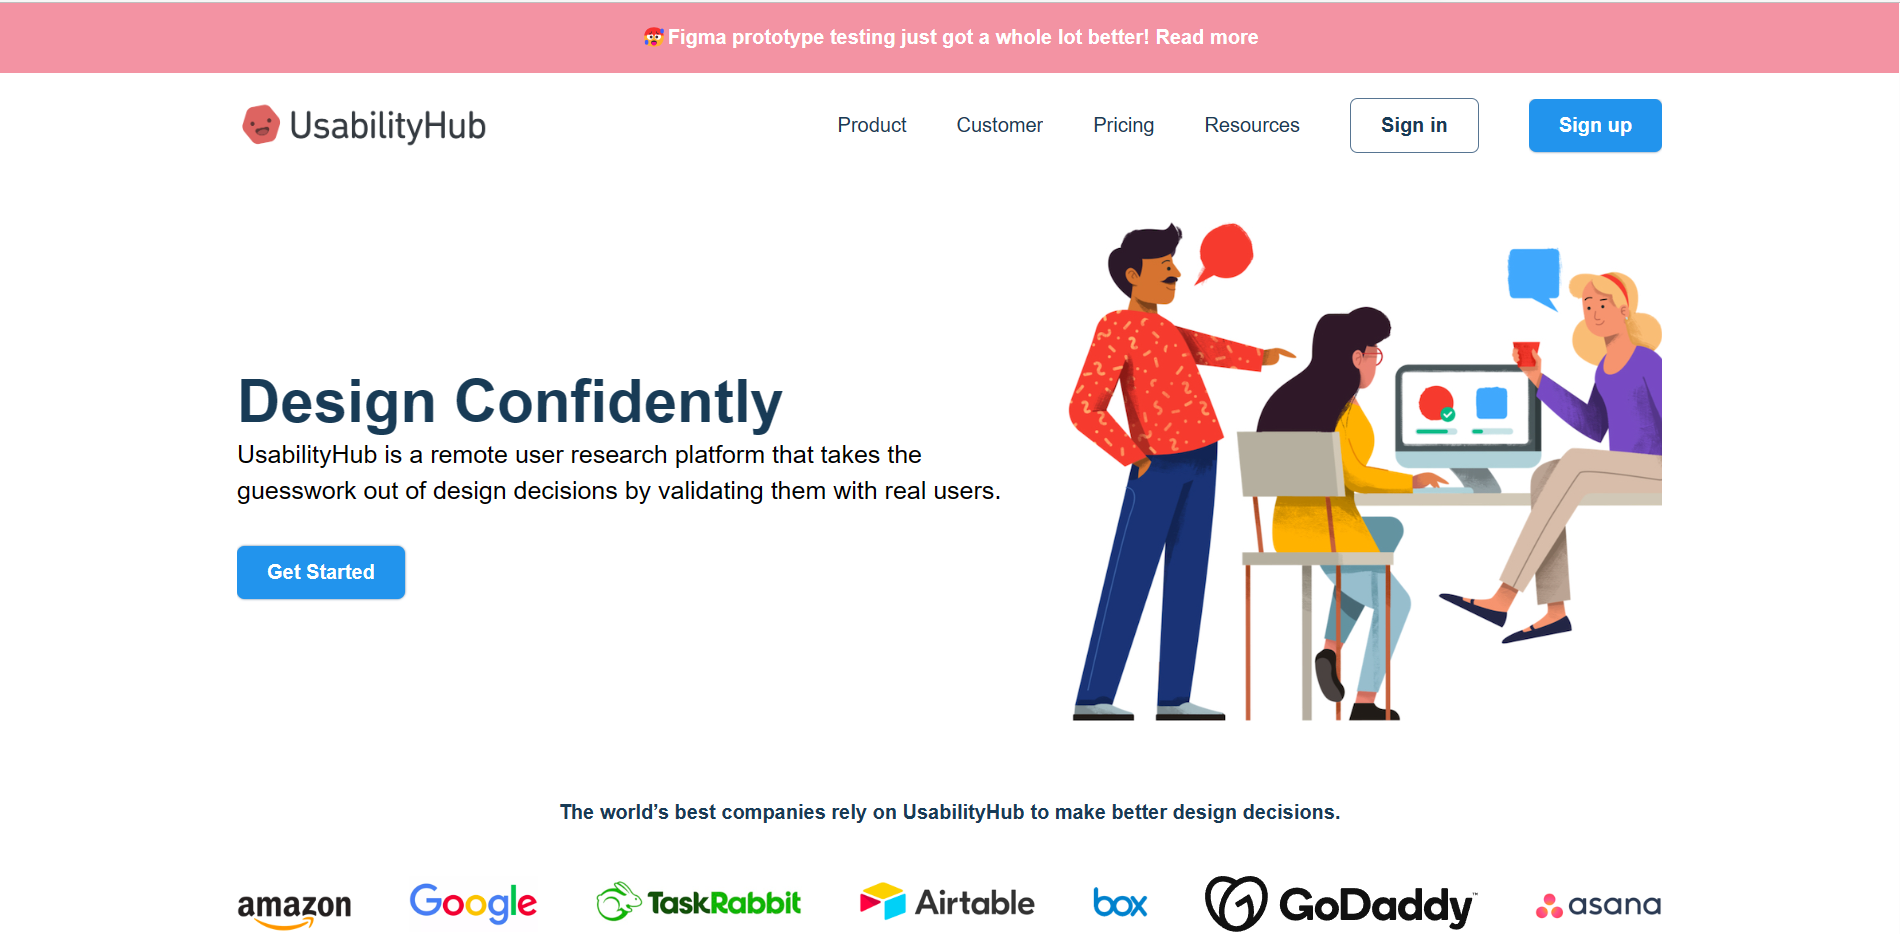 🥵Figma prototype testing just got a whole lot better! Read more
UsabilityHub
Product
Customer
Pricing
Resources
Sign in
Sign up
Design Confidently
UsabilityHub is a remote user research platform that takes the
guesswork out of design decisions by validating them with real users.
Get Started
The world’s best companies rely on UsabilityHub to make better design decisions.
amazon
Google
TaskRabbit
Airtable
box
GoDaddy™
asana